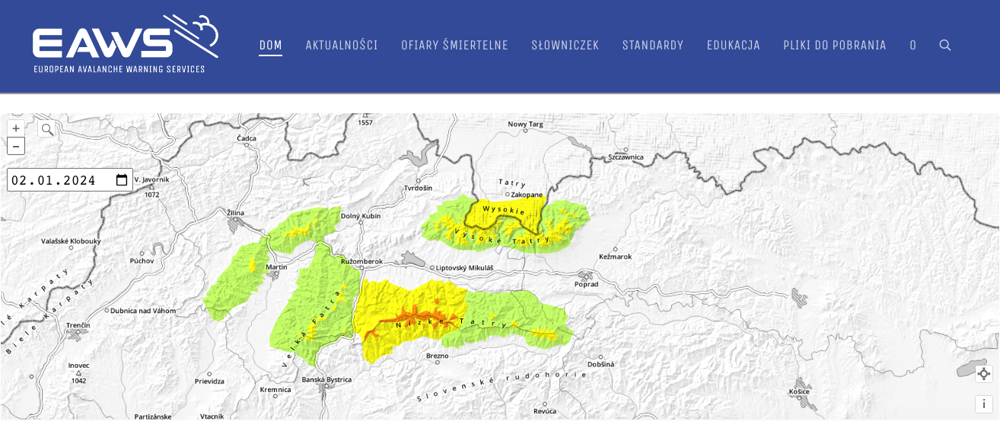 EAWS
EUROPEAN AVALANCHE WARNING SERVICES
DOM AKTUALNOŚCI OFIARY ŚMIERTELNE SŁOWNICZEK STANDARDY EDUKACJA PLIKI DO POBRANIA O
+
−
02.01.2024
1557
Nowy Targ
Čadca
Szczawnica
V. Javornik
1072
Tvrdošín
Tatry
Zakopane
Wysokie
Žilina
Dolný Kubín
Vysoké Tatry
Valašské Klobouky
Púchov
Martin
Ružomberok
Liptovský Mikuláš
Kežmarok
Poprad
Biele Karpaty
Dubnica nad Váhom
Veľká Fatra
Nízke Tatry
Trenčín
Brezno
Inovec
1042
Prievidza
Banská Bystrica
Kremnica
Dobšiná
Slovenské rudohorie
Košice
Revúca
Partizánske
Vtacnik
i